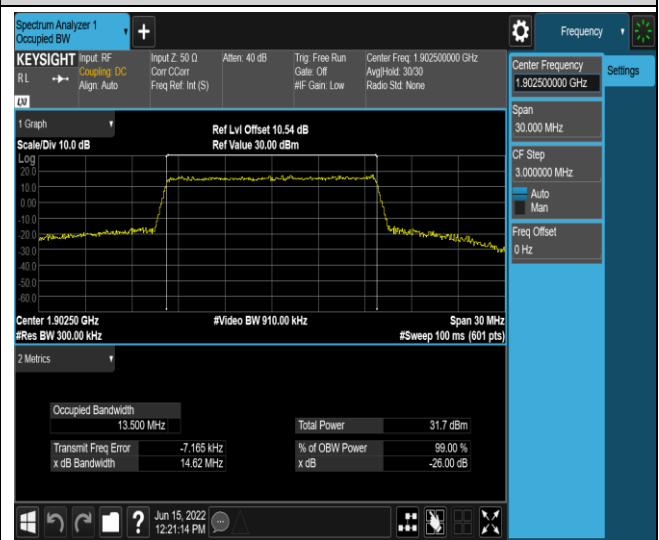 Spectrum Analyzer 1
Occupied BW
Frequency
KEYSIGHT
R L
Input: RF
Coupling: DC
Align: Auto
Input Z: 50 Ω
Corr CCorr
Freq Ref: Int (S)
Atten: 40 dB
Trig: Free Run
Gate: Off
#IF Gain: Low
Center Freq: 1.902500000 GHz
Avg|Hold: 30/30
Radio Std: None
Center Frequency
1.902500000 GHz
Settings
Span
30.000 MHz
CF Step
3.000000 MHz
Auto
Man
Freq Offset
0 Hz
1 Graph
Scale/Div 10.0 dB
Ref Lvl Offset 10.54 dB
Ref Value 30.00 dBm
Log
20.0
10.0
0.00
-10.0
-20.0
-30.0
-40.0
-50.0
-60.0
Center 1.90250 GHz
#Video BW 910.00 kHz
Span 30 MHz
#Res BW 300.00 kHz
#Sweep 100 ms (601 pts)
2 Metrics
Occupied Bandwidth
13.500 MHz
Total Power 31.7 dBm
Transmit Freq Error -7.165 kHz
% of OBW Power 99.00 %
x dB Bandwidth 14.62 MHz
x dB -26.00 dB
Jun 15, 2022
12:21:14 PM